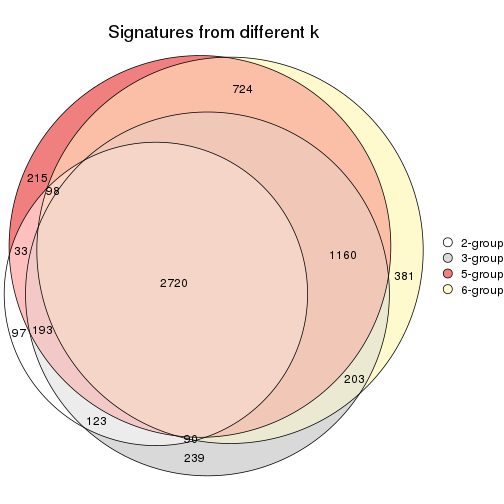 Signatures from different k
724
215
98
33
1160
381
2720
97
193
203
123
90
239
2-group
3-group
5-group
6-group